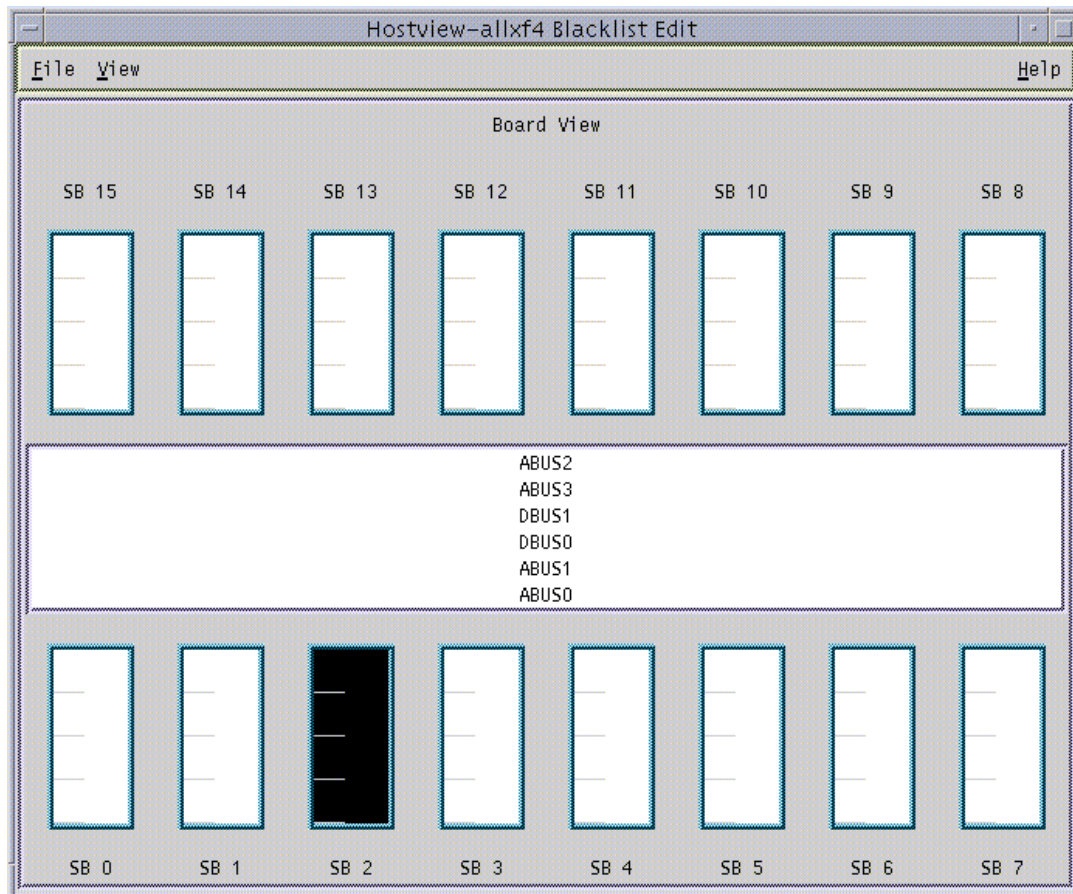 Hostview-allxf4 Blacklist Edit
File View Help
Board View
SB 15 SB 14 SB 13 SB 12 SB 11 SB 10 SB 9 SB 8
ABUS2
ABUS3
DBUS1
DBUS0
ABUS1
ABUS0
SB 0 SB 1 SB 2 SB 3 SB 4 SB 5 SB 6 SB 7